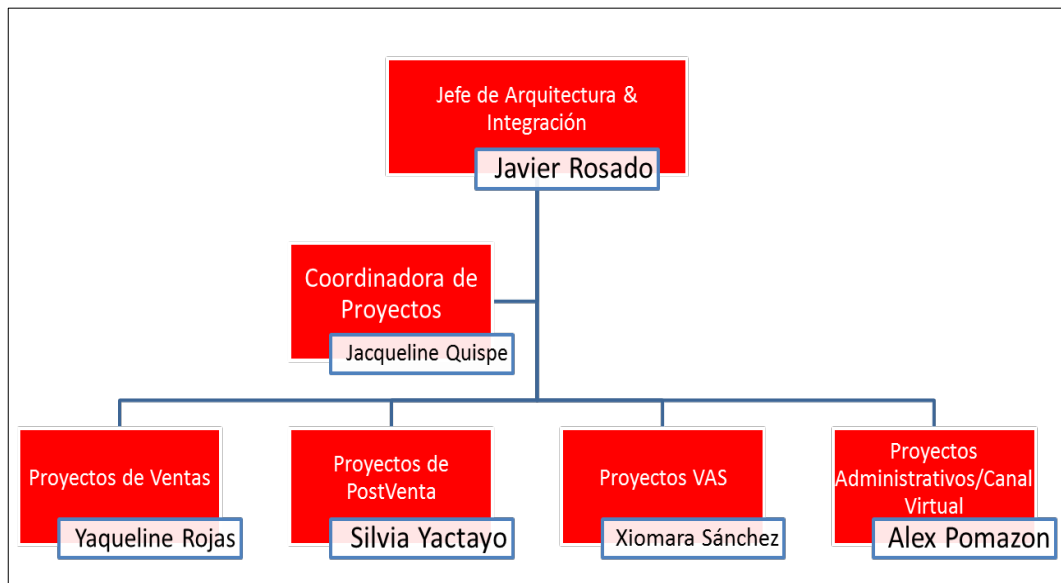 Jefe de Arquitectura &
Integración
Javier Rosado
Coordinadora de
Proyectos
Jacqueline Quispe
Proyectos de Ventas
Yaqueline Rojas
Proyectos de
PostVenta
Silvia Yactayo
Proyectos VAS
Xiomara Sánchez
Proyectos
Administrativos/Canal
Virtual
Alex Pomazon